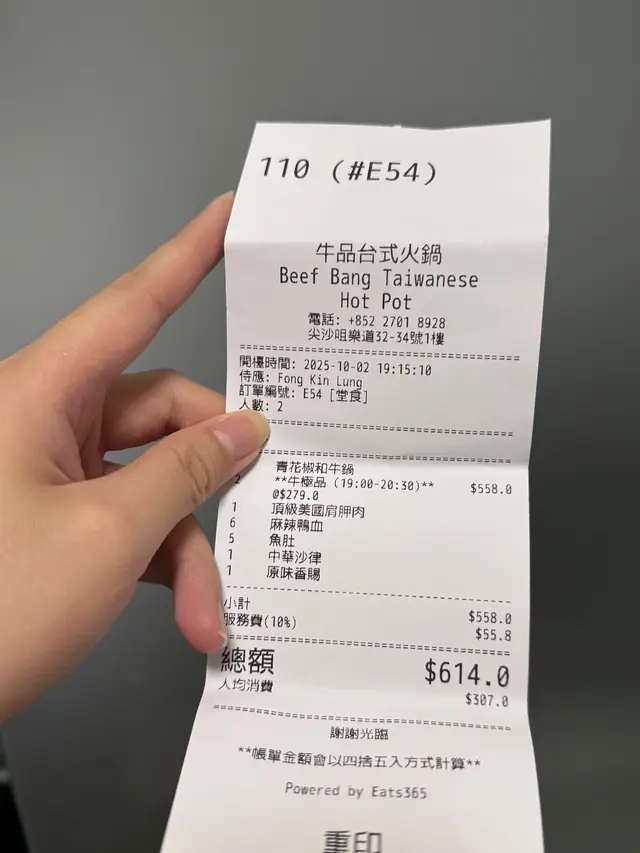 110 (#E54)
牛品台式火鍋
Beef Bang Taiwanese
Hot Pot
電話: +852 2701 8928
尖沙咀樂道32-34號1樓
開檯時間: 2025-10-02 19:15:10
侍應: Fong Kin Lung
訂單編號: E54 [堂食]
人數: 2
青花椒和牛鍋
2 **牛極品 (19:00-20:30)** $558.0
@$279.0
1 頂級美國肩胛肉
6 麻辣鴨血
5 魚肚
1 中華沙律
1 原味香腸
小計 $558.0
服務費(10%) $55.8
總額 $614.0
人均消費 $307.0
謝謝光臨
**帳單金額會以四捨五入方式計算**
Powered by Eats365
重印